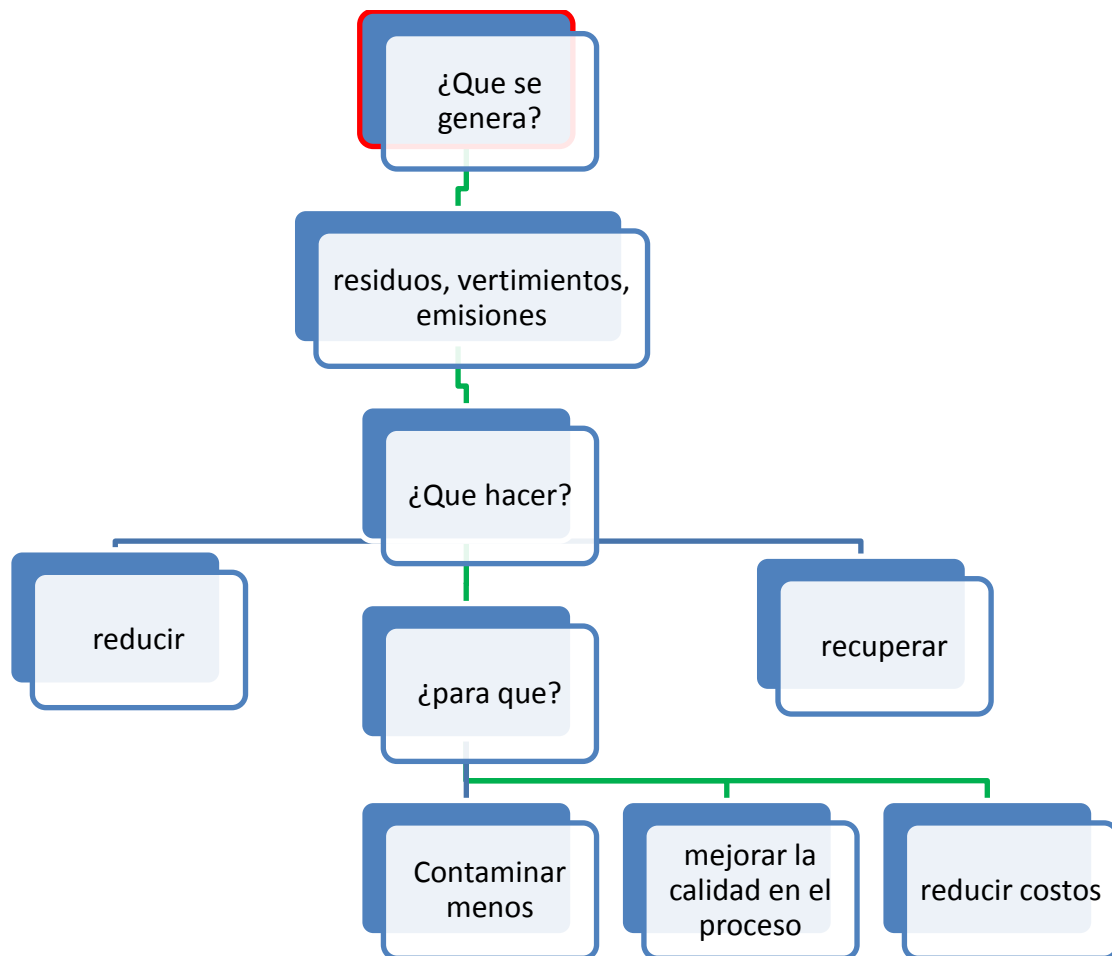 ¿Que se
genera?
residuos, vertimientos,
emisiones
¿Que hacer?
reducir
¿para que?
recuperar
Contaminar
menos
mejorar la
calidad en el
proceso
reducir costos